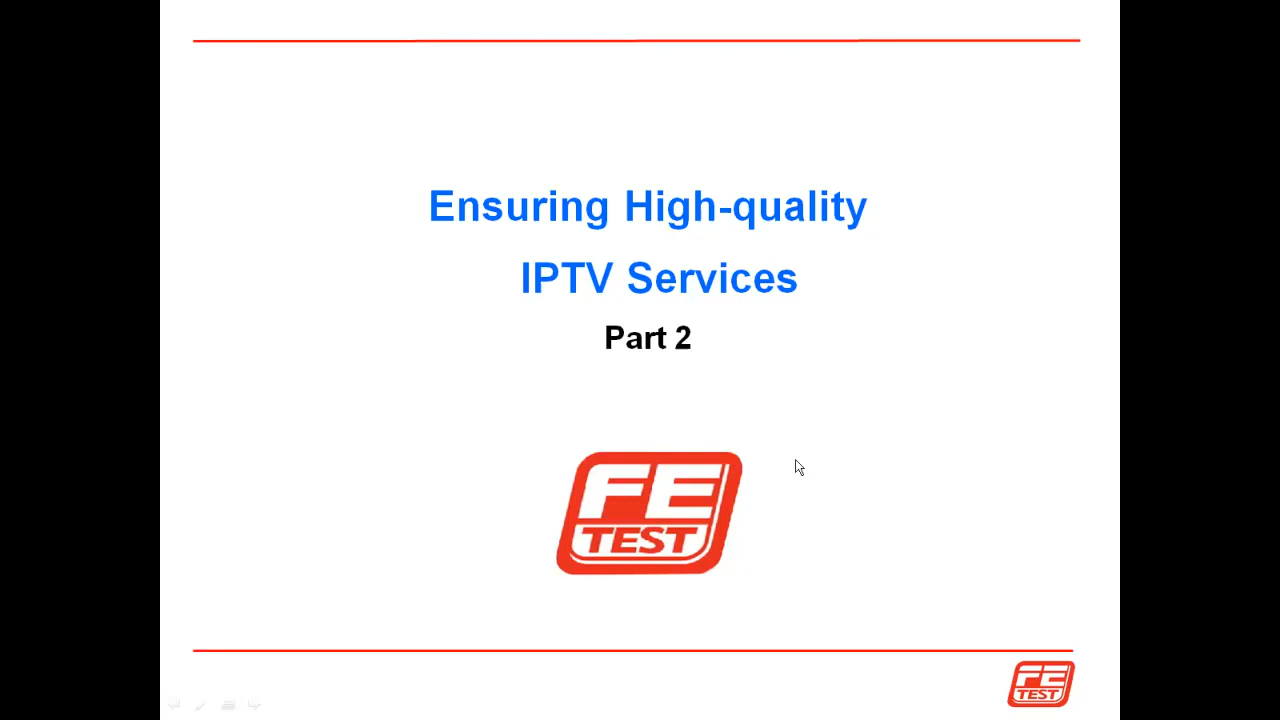 Ensuring High-quality
IPTV Services
Part 2
FE
TEST
FE
TEST